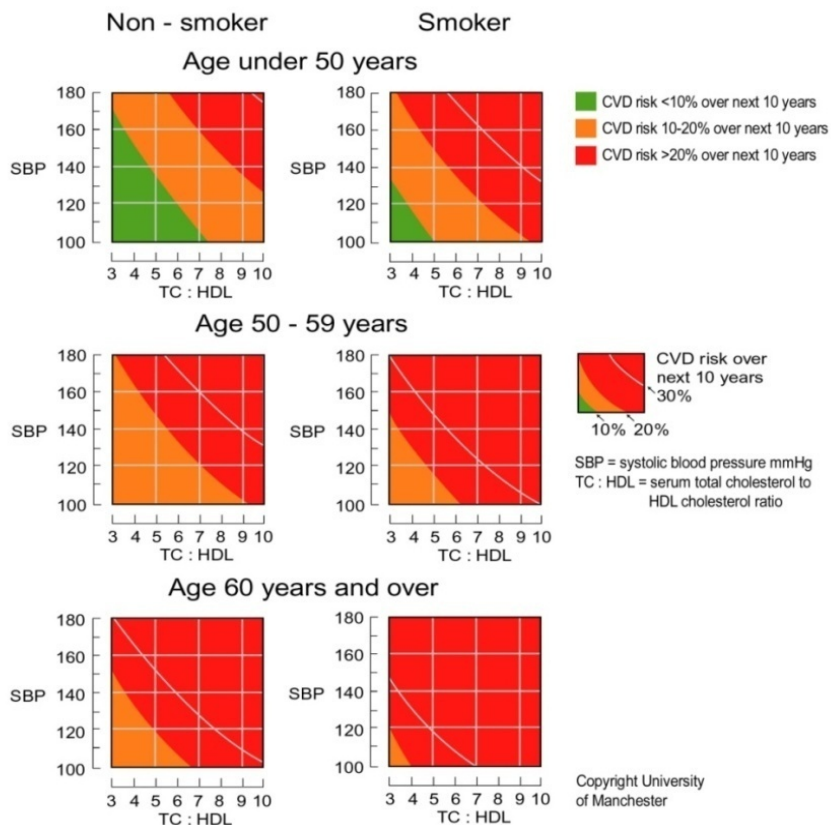 Non - smoker
Smoker
Age under 50 years
180
160
SBP 140
120
100
3 4 5 6 7 8 9 10
TC : HDL
180
160
SBP 140
120
100
3 4 5 6 7 8 9 10
TC : HDL
CVD risk <10% over next 10 years
CVD risk 10-20% over next 10 years
CVD risk >20% over next 10 years
Age 50 - 59 years
180
160
SBP 140
120
100
3 4 5 6 7 8 9 10
TC : HDL
180
160
SBP 140
120
100
3 4 5 6 7 8 9 10
TC : HDL
CVD risk over
next 10 years
30%
10% 20%
SBP = systolic blood pressure mmHg
TC : HDL = serum total cholesterol to
HDL cholesterol ratio
Age 60 years and over
180
160
SBP 140
120
100
3 4 5 6 7 8 9 10
TC : HDL
180
160
SBP 140
120
100
3 4 5 6 7 8 9 10
TC : HDL
Copyright University
of Manchester